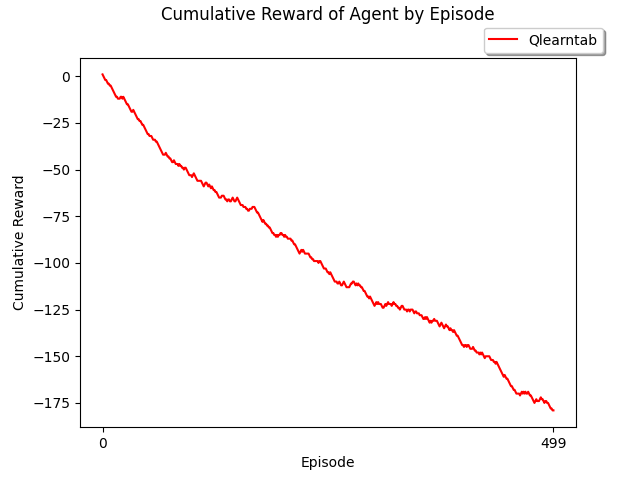 Cumulative Reward of Agent by Episode
Qlearntab
0
−25
−50
−75
−100
−125
−150
−175
Cumulative Reward
0
499
Episode